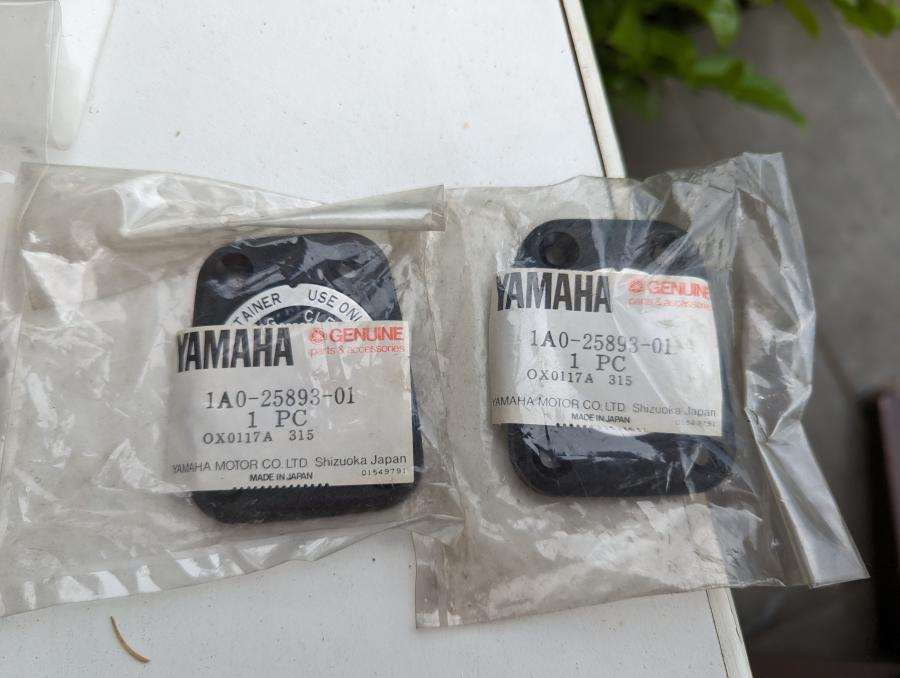 TAINER USE ONL
YAMAHA GENUINE
parts & accessories
1A0-25893-01
1 PC
OX0117A 315
YAMAHA MOTOR CO. LTD. Shizuoka Japan
MADE IN JAPAN
01549791
YAMAHA GENUINE
parts & accessories
1A0-25893-01
1 PC
OX0117A 315
YAMAHA MOTOR CO. LTD. Shizuoka Japan
MADE IN JAPAN
01549791